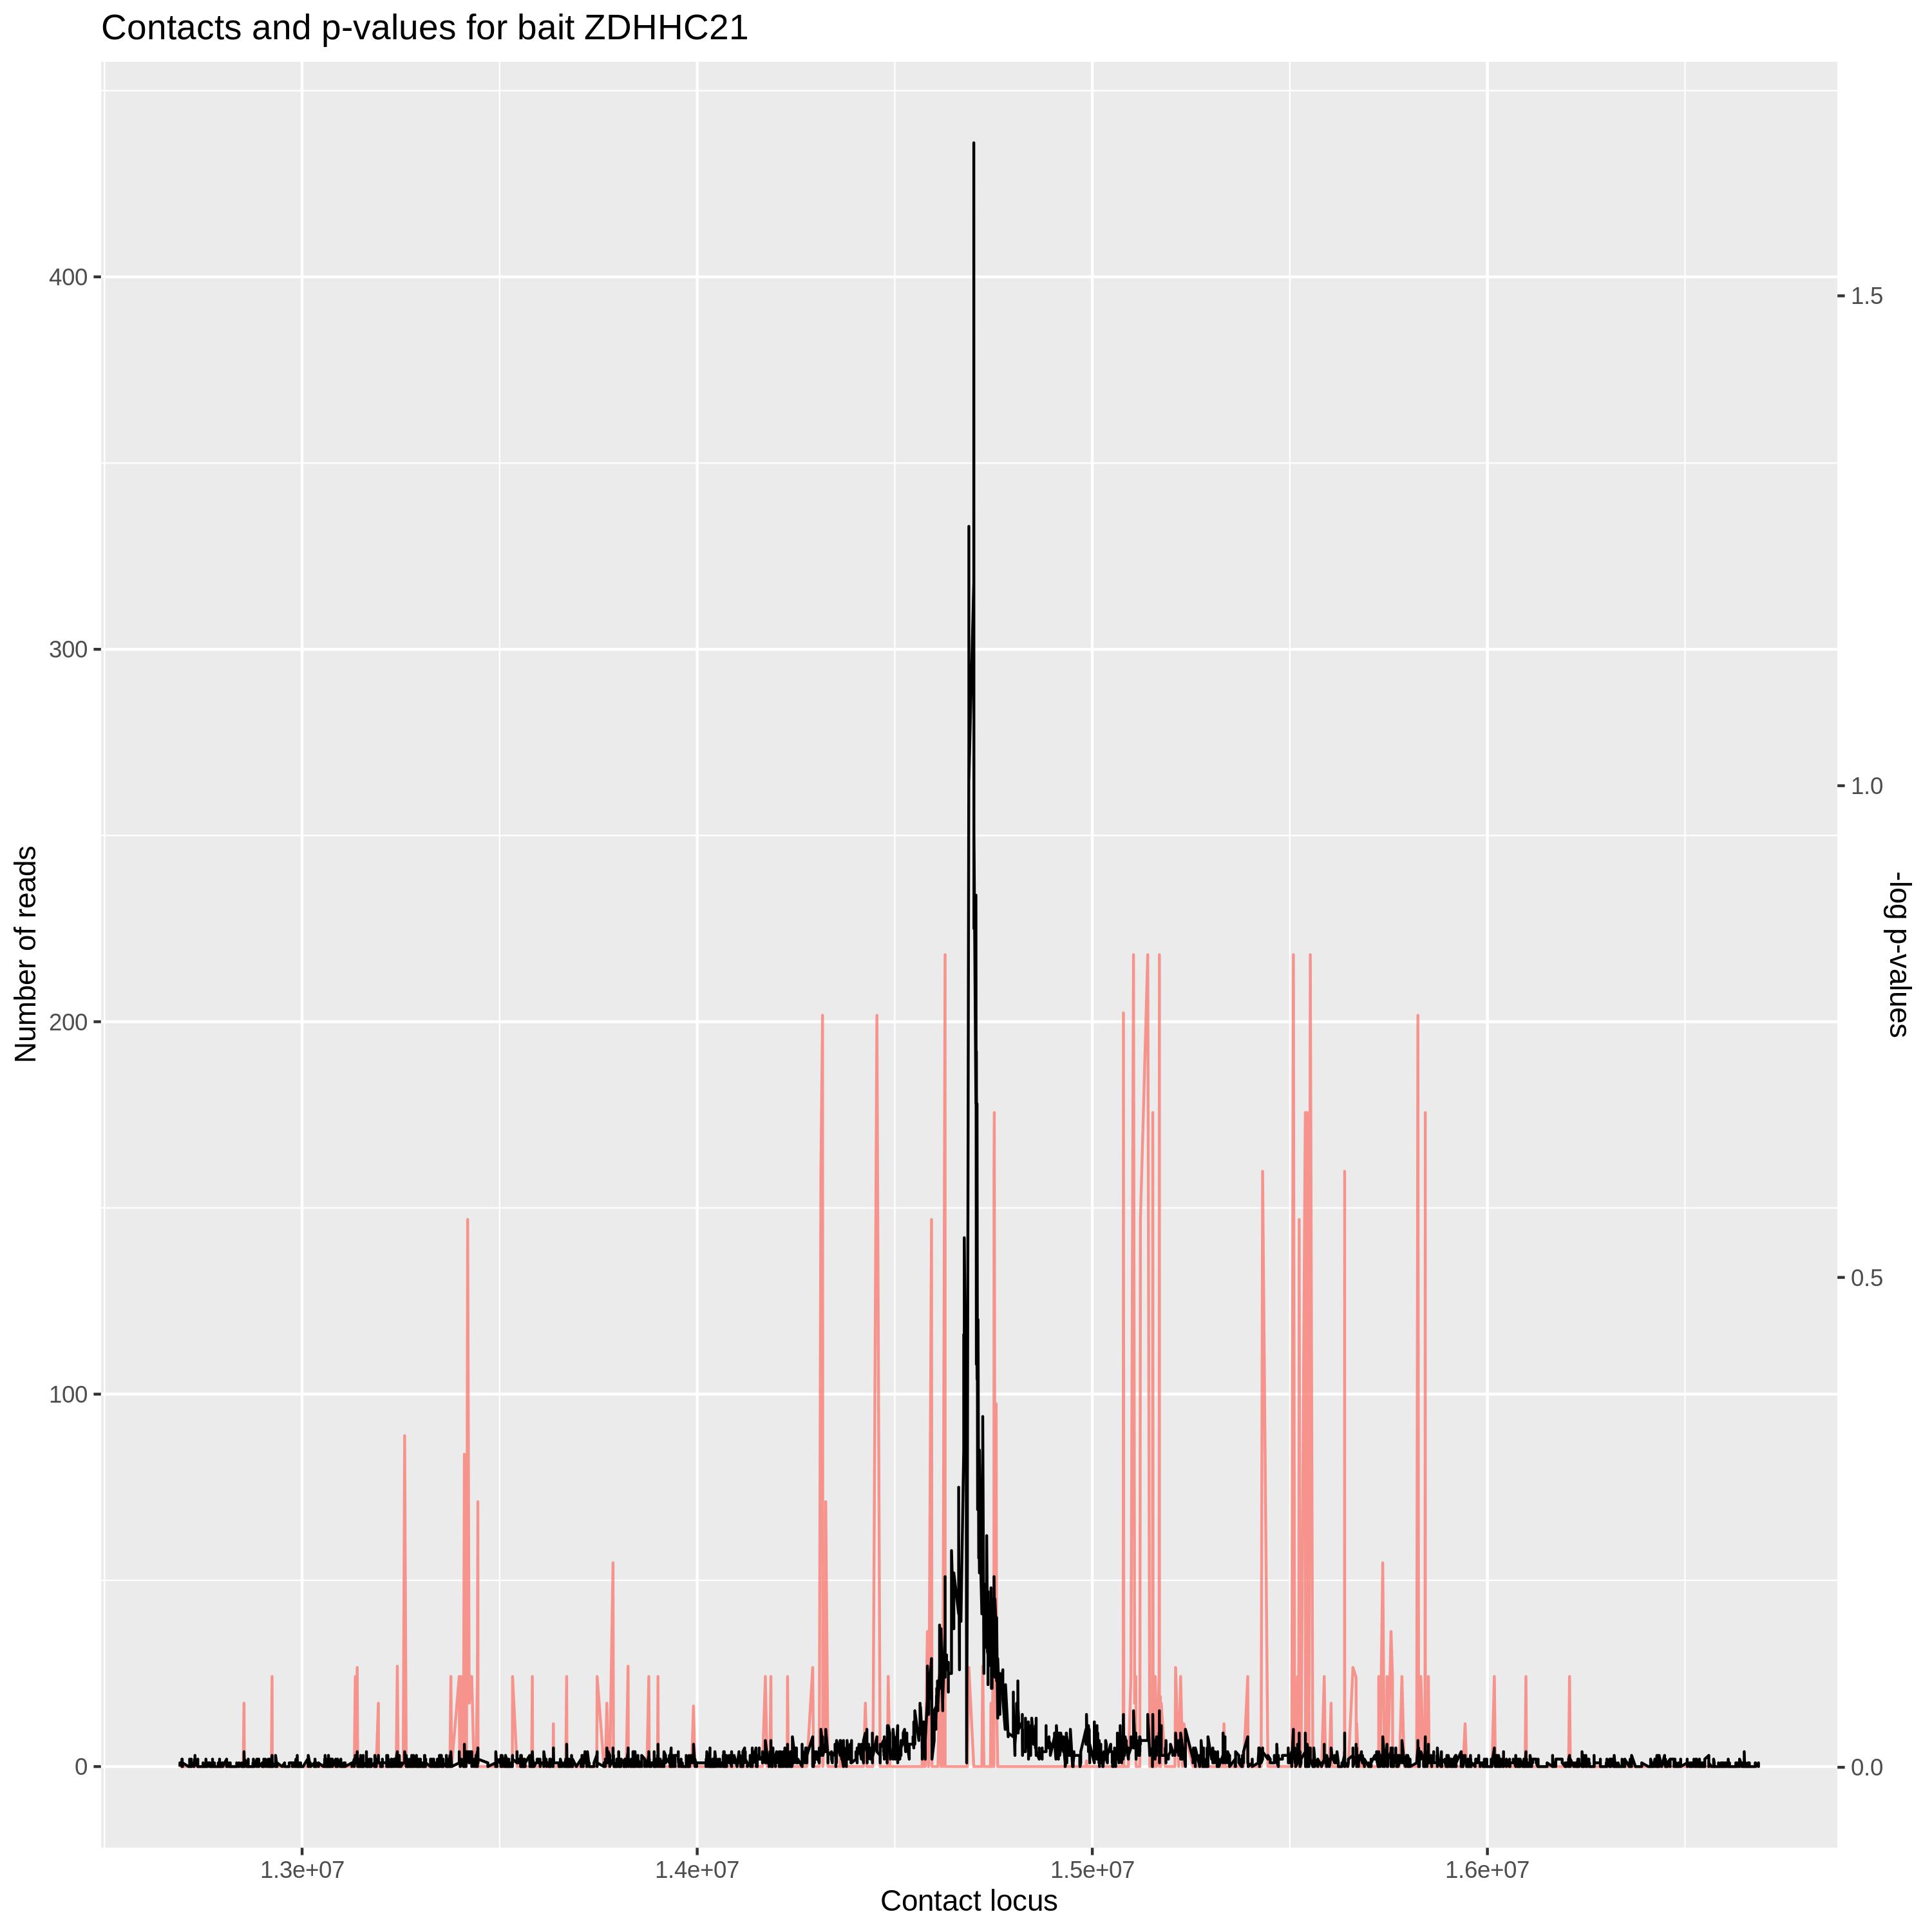 Contacts and p-values for bait ZDHHC21
400
300
200
100
0
1.5
1.0
0.5
0.0
Number of reads
-log p-values
1.3e+07 1.4e+07 1.5e+07 1.6e+07
Contact locus